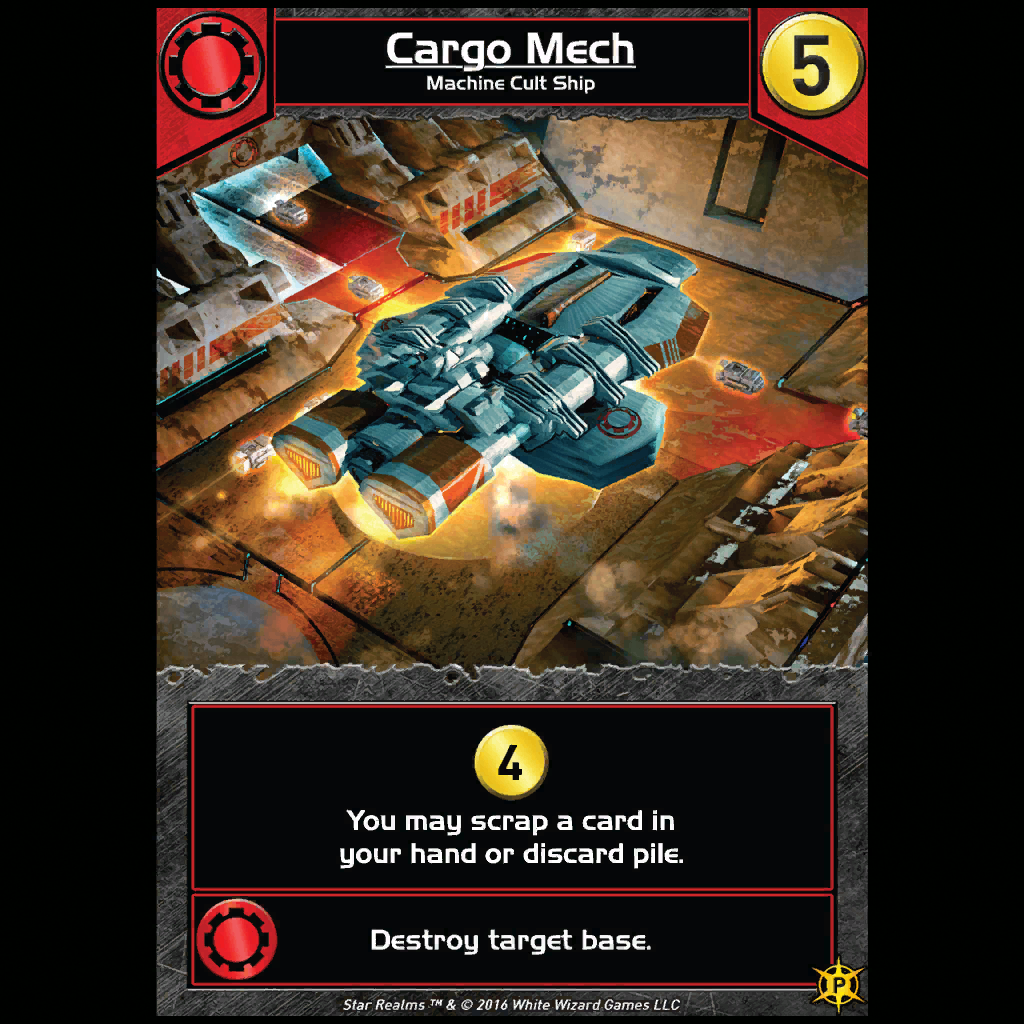 Cargo Mech
Machine Cult Ship
5
4
You may scrap a card in
your hand or discard pile.
Destroy target base.
P
Star Realms ™ & © 2016 White Wizard Games LLC